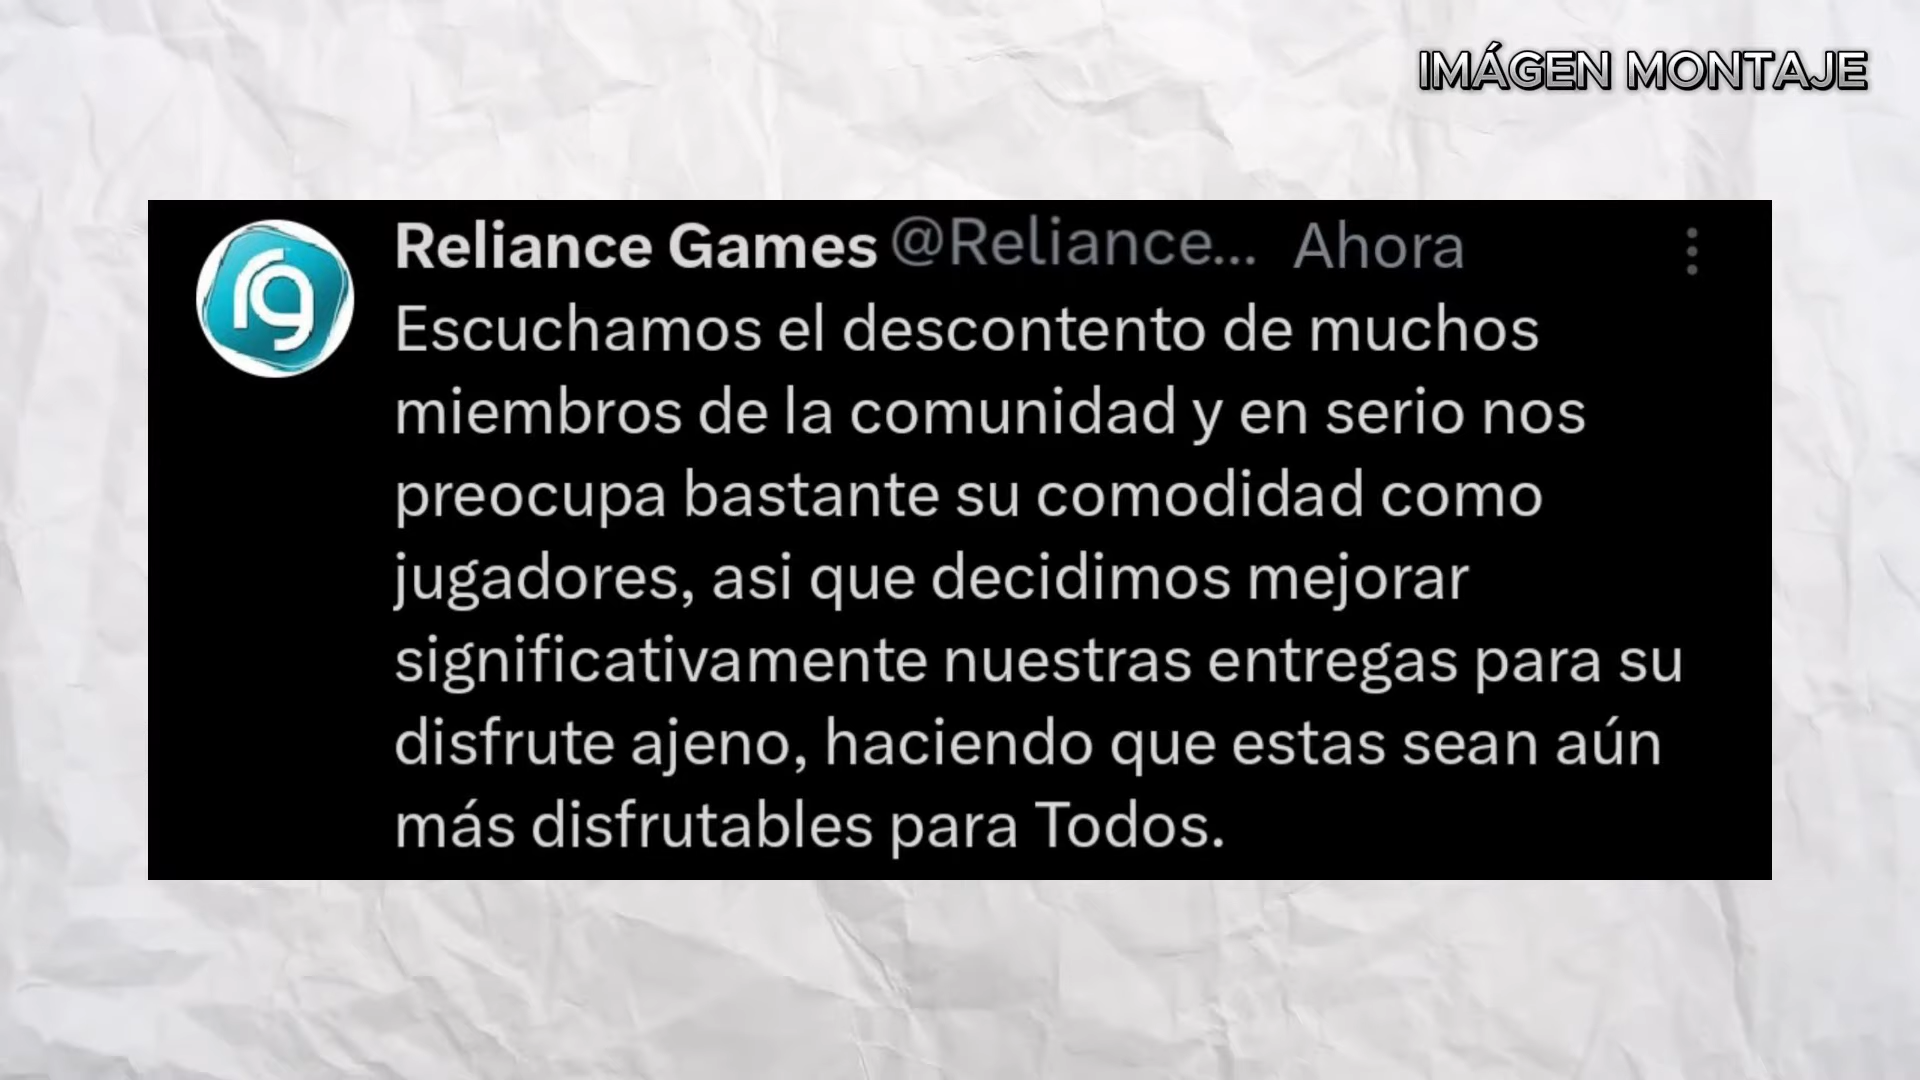 IMÁGEN MONTAJE
rg
Reliance Games @Reliance... Ahora
Escuchamos el descontento de muchos
miembros de la comunidad y en serio nos
preocupa bastante su comodidad como
jugadores, asi que decidimos mejorar
significativamente nuestras entregas para su
disfrute ajeno, haciendo que estas sean aún
más disfrutables para Todos.